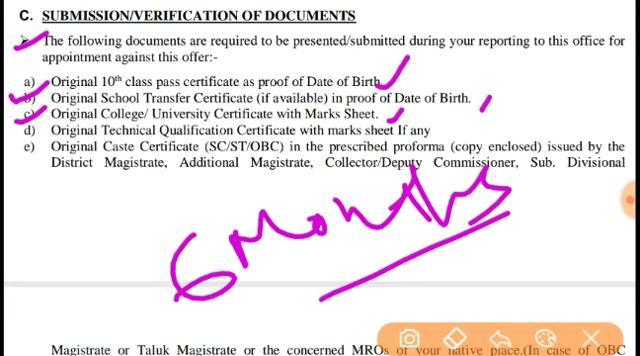 C. SUBMISSION/VERIFICATION OF DOCUMENTS
➢ The following documents are required to be presented/submitted during your reporting to this office for
appointment against this offer:-
a) Original 10th class pass certificate as proof of Date of Birth
b) Original School Transfer Certificate (if available) in proof of Date of Birth.
c) Original College/ University Certificate with Marks Sheet.
d) Original Technical Qualification Certificate with marks sheet If any
e) Original Caste Certificate (SC/ST/OBC) in the prescribed proforma (copy enclosed) issued by the
District Magistrate, Additional Magistrate, Collector/Deputy Commissioner, Sub. Divisional
6 Months
Magistrate or Taluk Magistrate or the concerned MROs of your native place.(In case of OBC